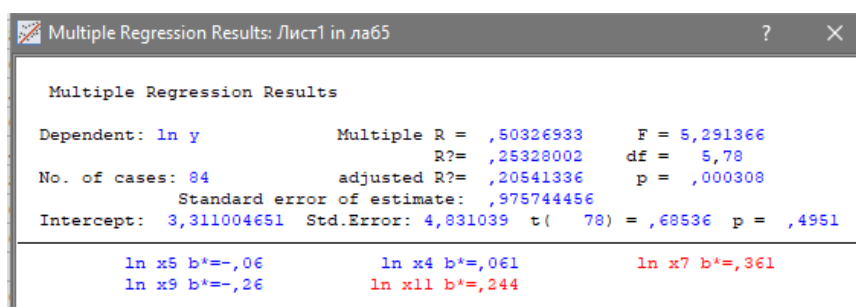 Multiple Regression Results: Лист1 in лаб5 ? ×
Multiple Regression Results
Dependent: ln y Multiple R = ,50326933 F = 5,291366
R?= ,25328002 df = 5,78
No. of cases: 84 adjusted R?= ,20541336 p = ,000308
Standard error of estimate: ,975744456
Intercept: 3,311004651 Std.Error: 4,831039 t( 78) = ,68536 p = ,4951
ln x5 b*=-,06 ln x4 b*=,061 ln x7 b*=,361
ln x9 b*=-,26 ln x11 b*=,244